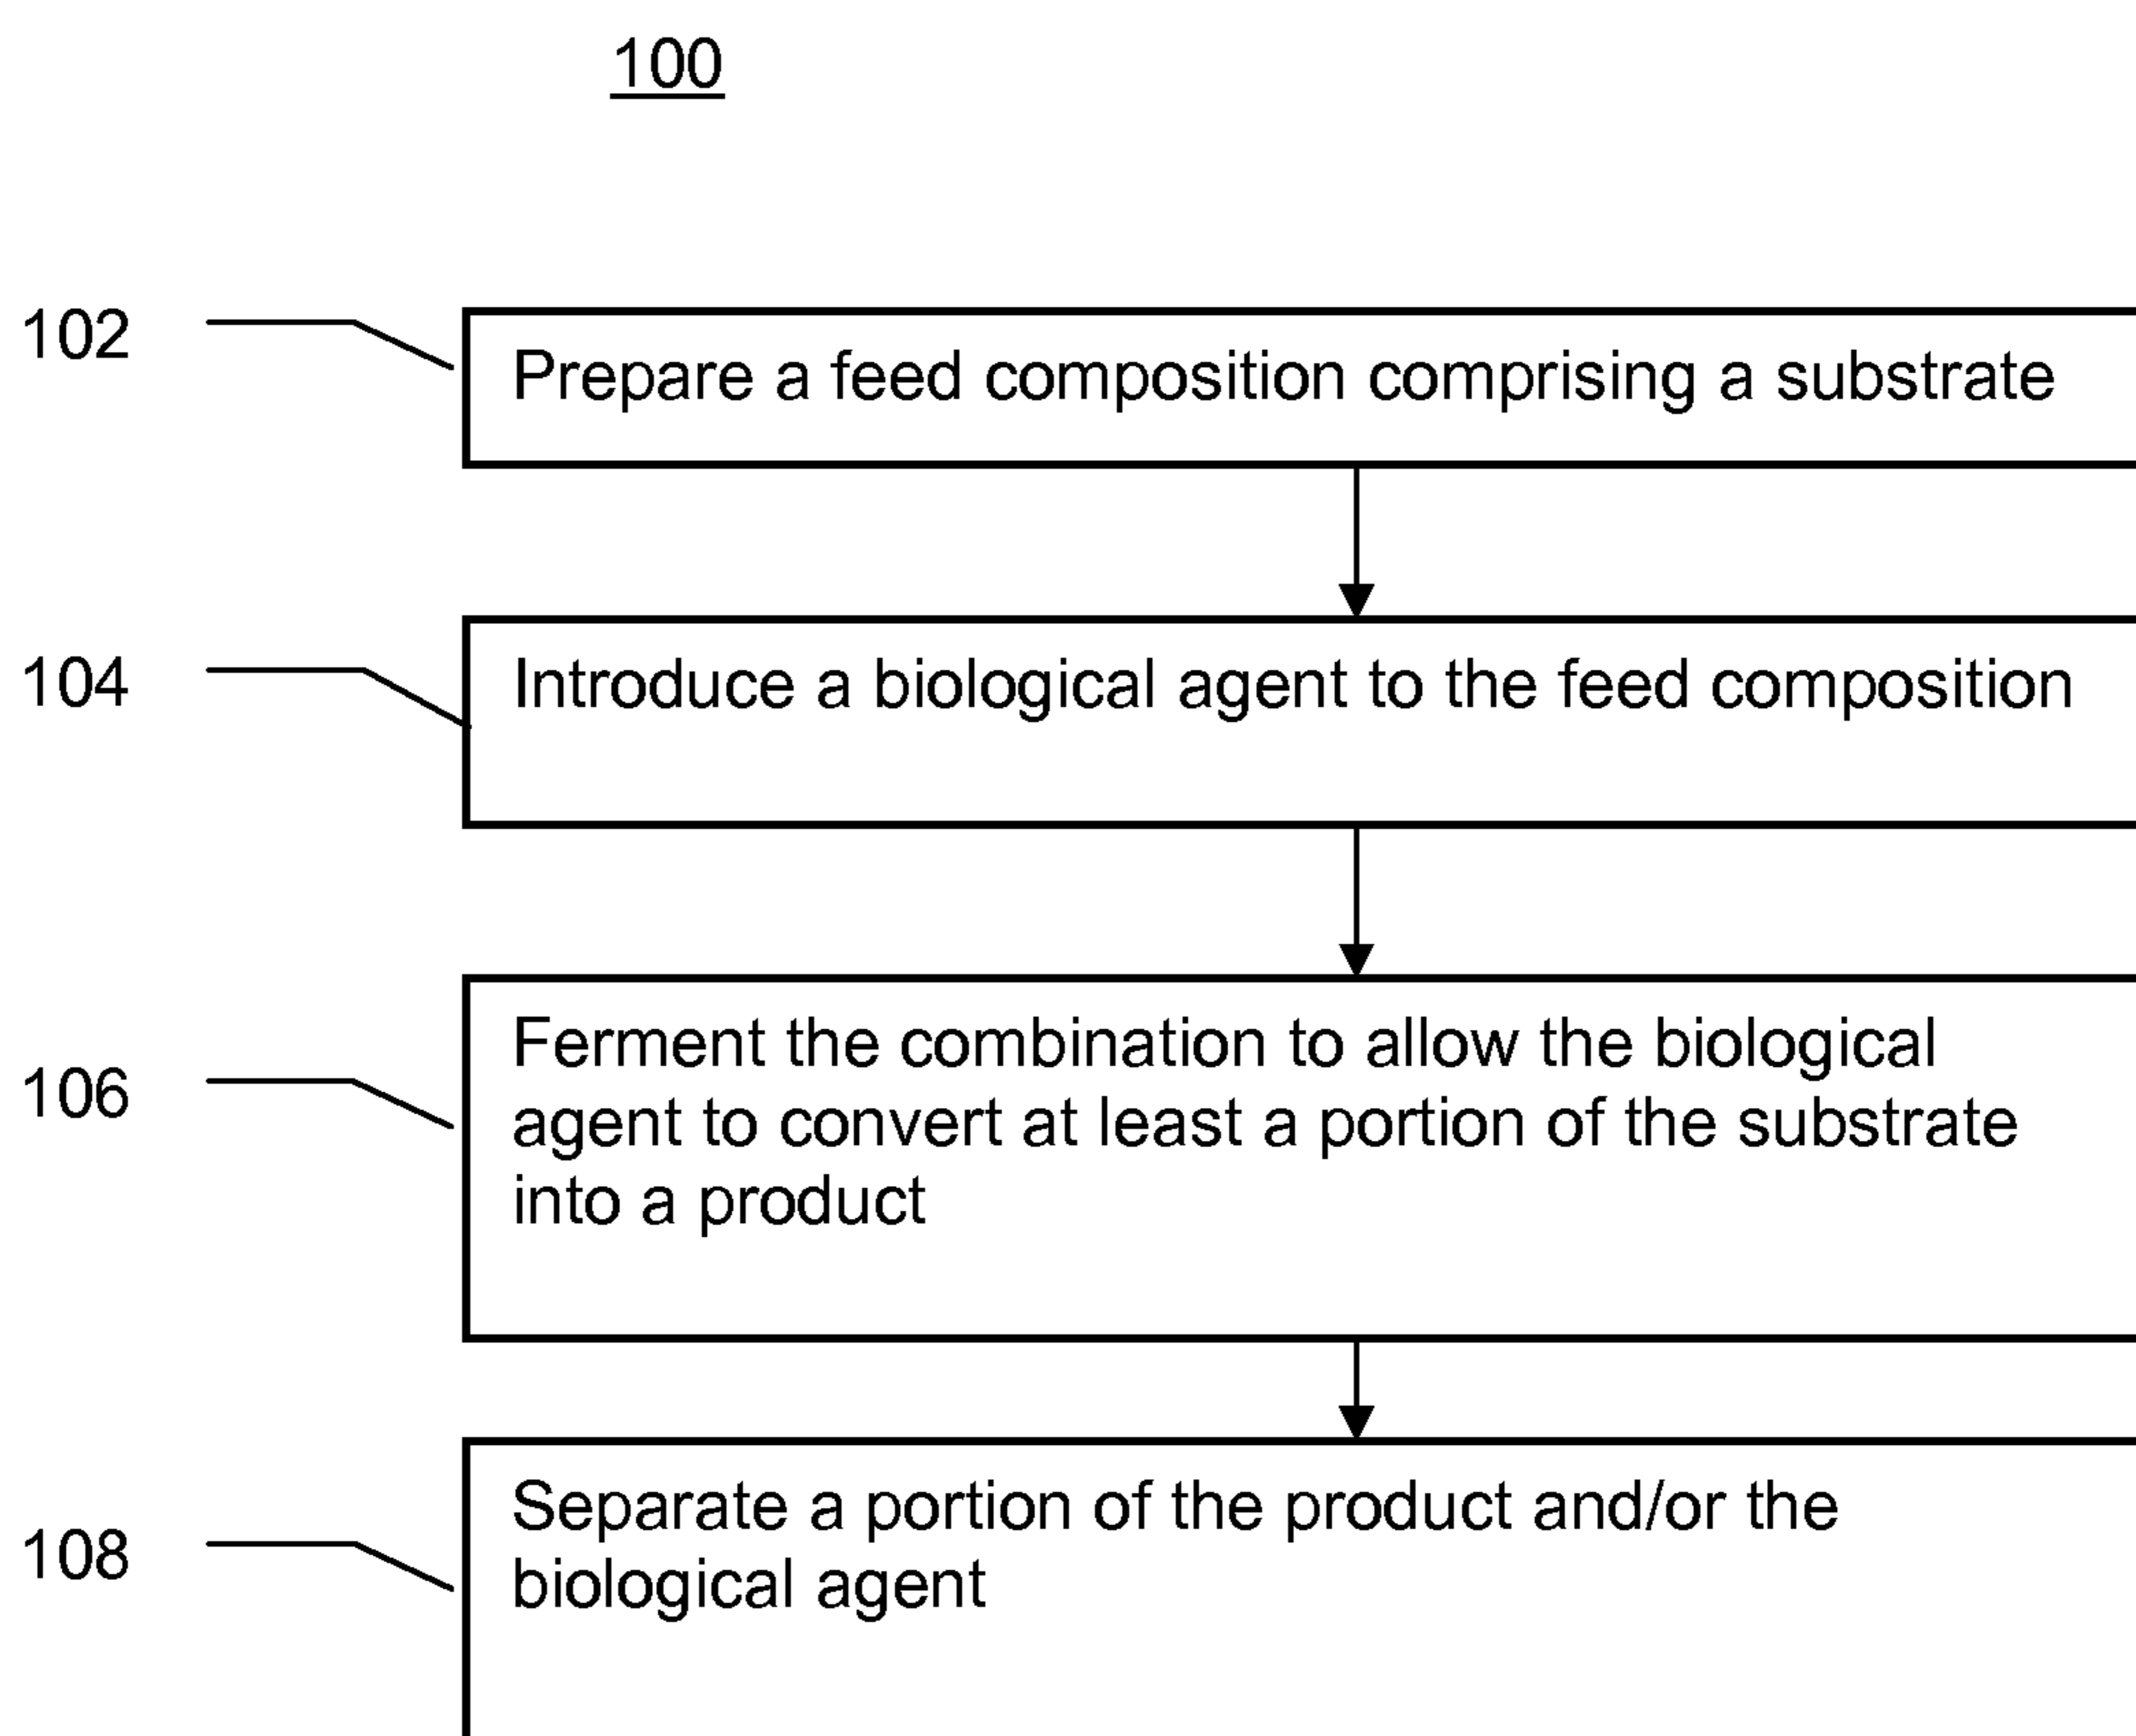 100
102
Prepare a feed composition comprising a substrate
104
Introduce a biological agent to the feed composition
106
Ferment the combination to allow the biological
agent to convert at least a portion of the substrate
into a product
108
Separate a portion of the product and/or the
biological agent